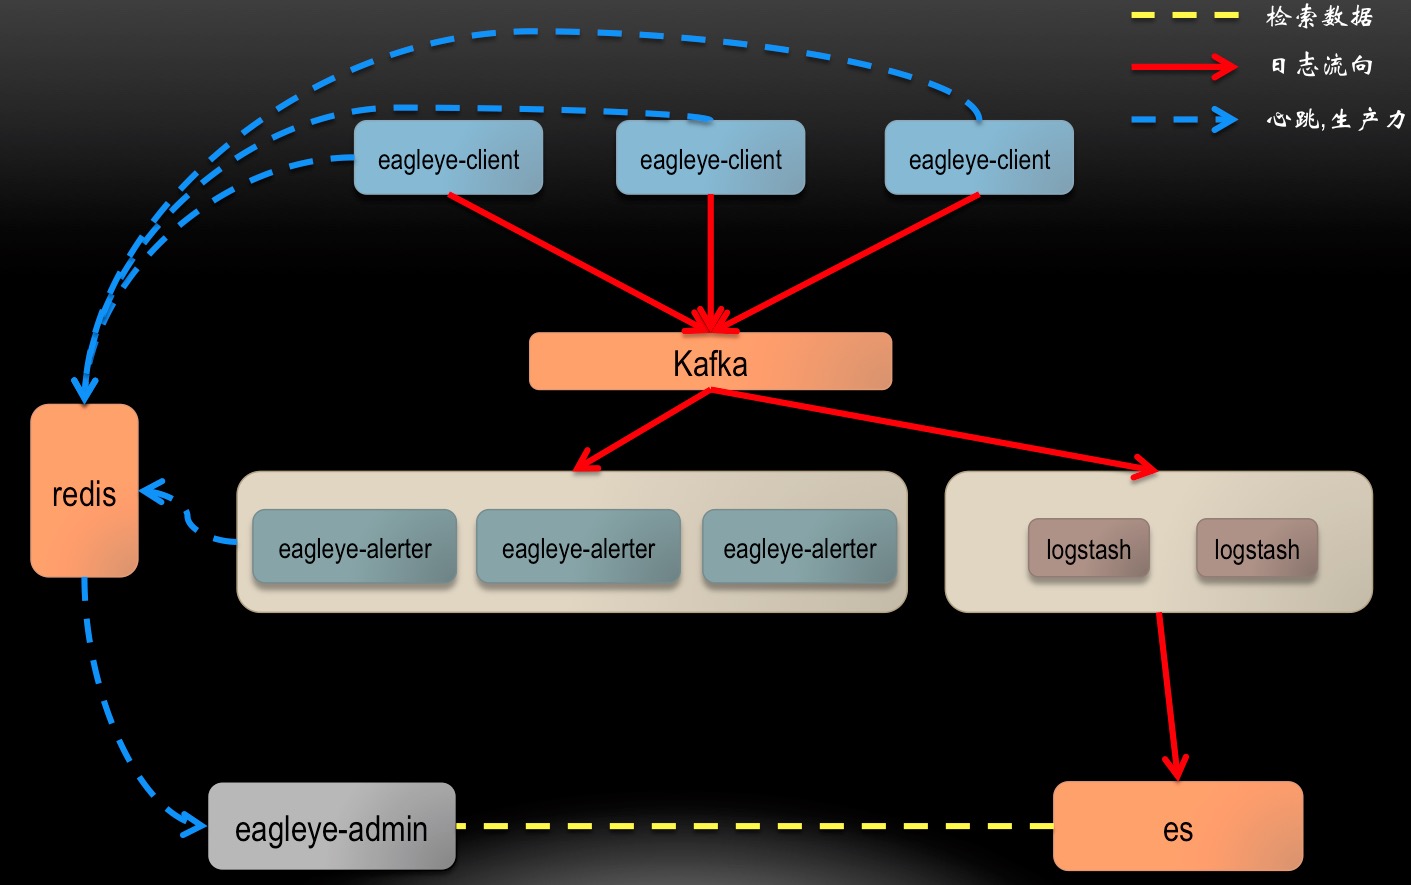 检索数据
日志流向
心跳,生产力
eagleye-client
eagleye-client
eagleye-client
Kafka
redis
eagleye-alerter
eagleye-alerter
eagleye-alerter
logstash
logstash
eagleye-admin
es